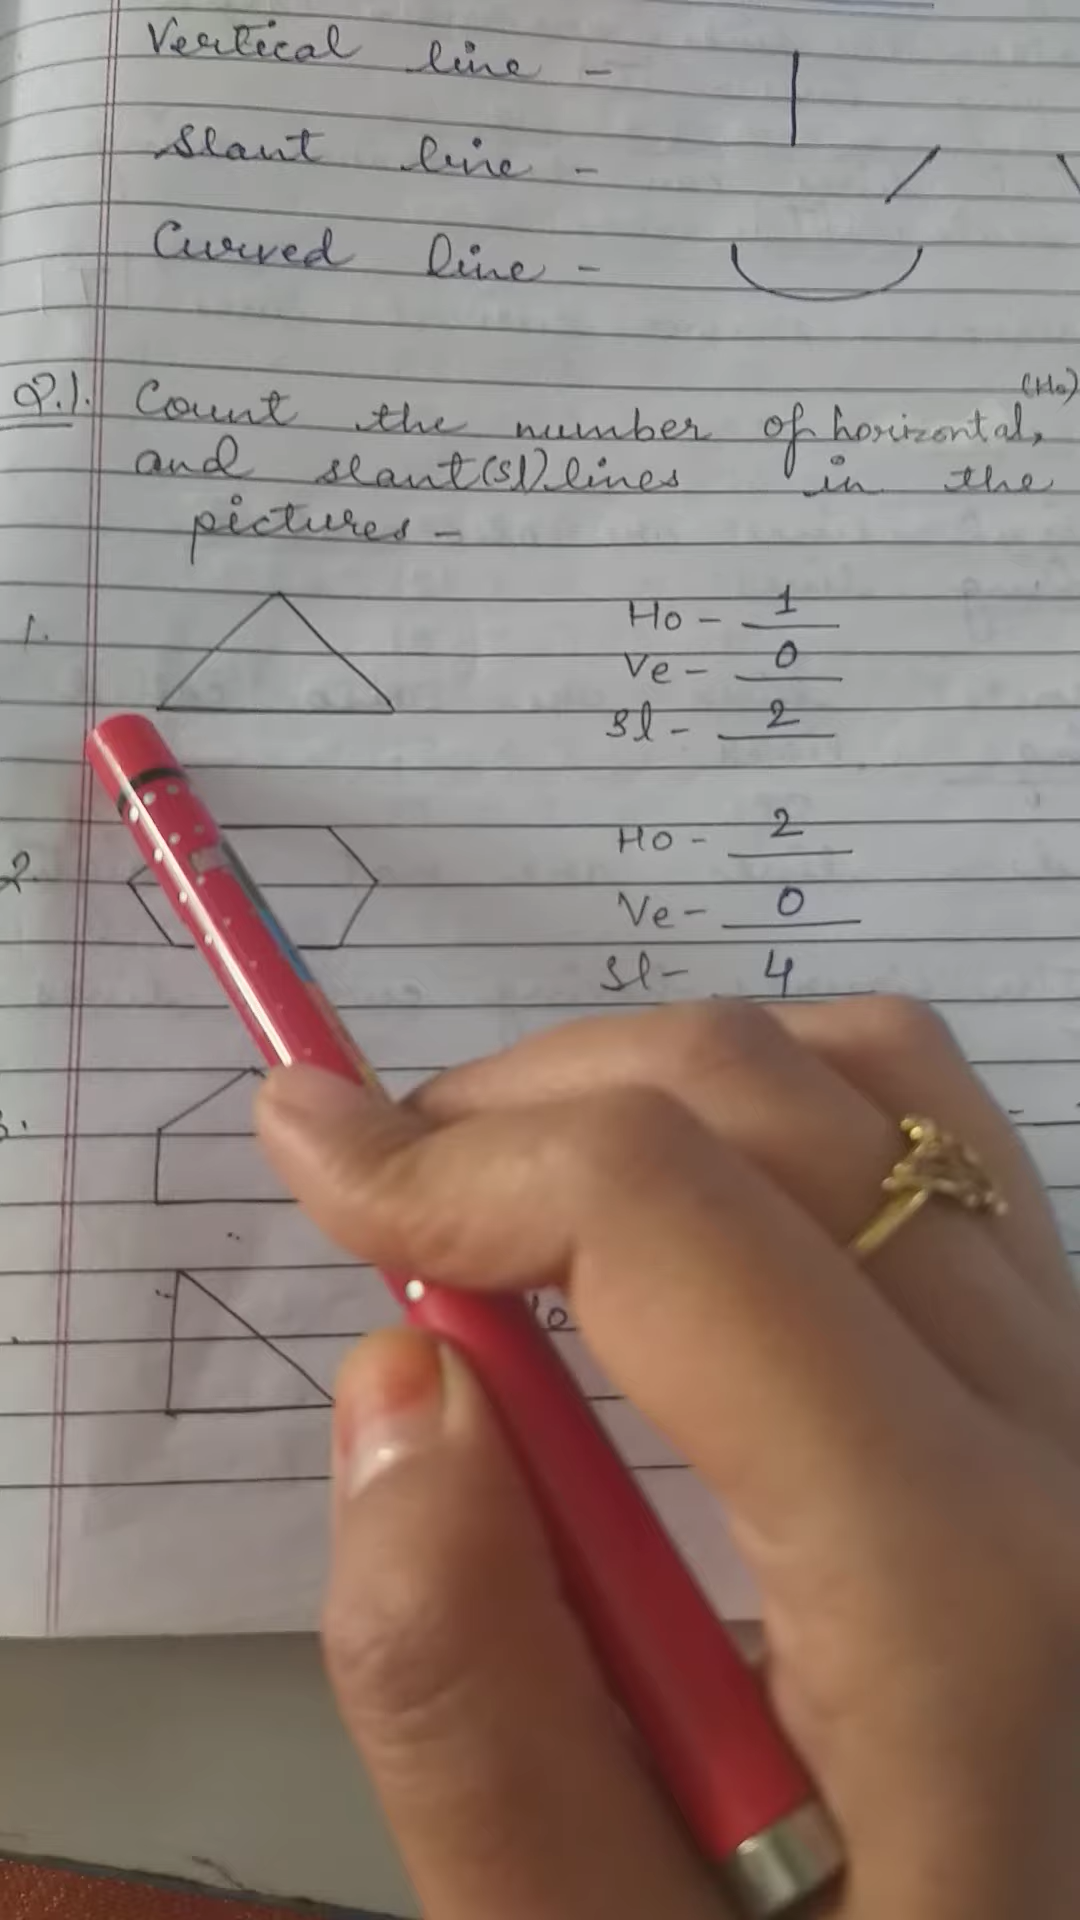 Vertical line -
Slant line -
Curved line -
(Ho)
Q.1. Count the number of horizontal,
and slant(sl) lines in the
pictures -
1.
Ho - 1
Ve - 0
Sl - 2
2.
Ho - 2
Ve - 0
Sl - 4
3.